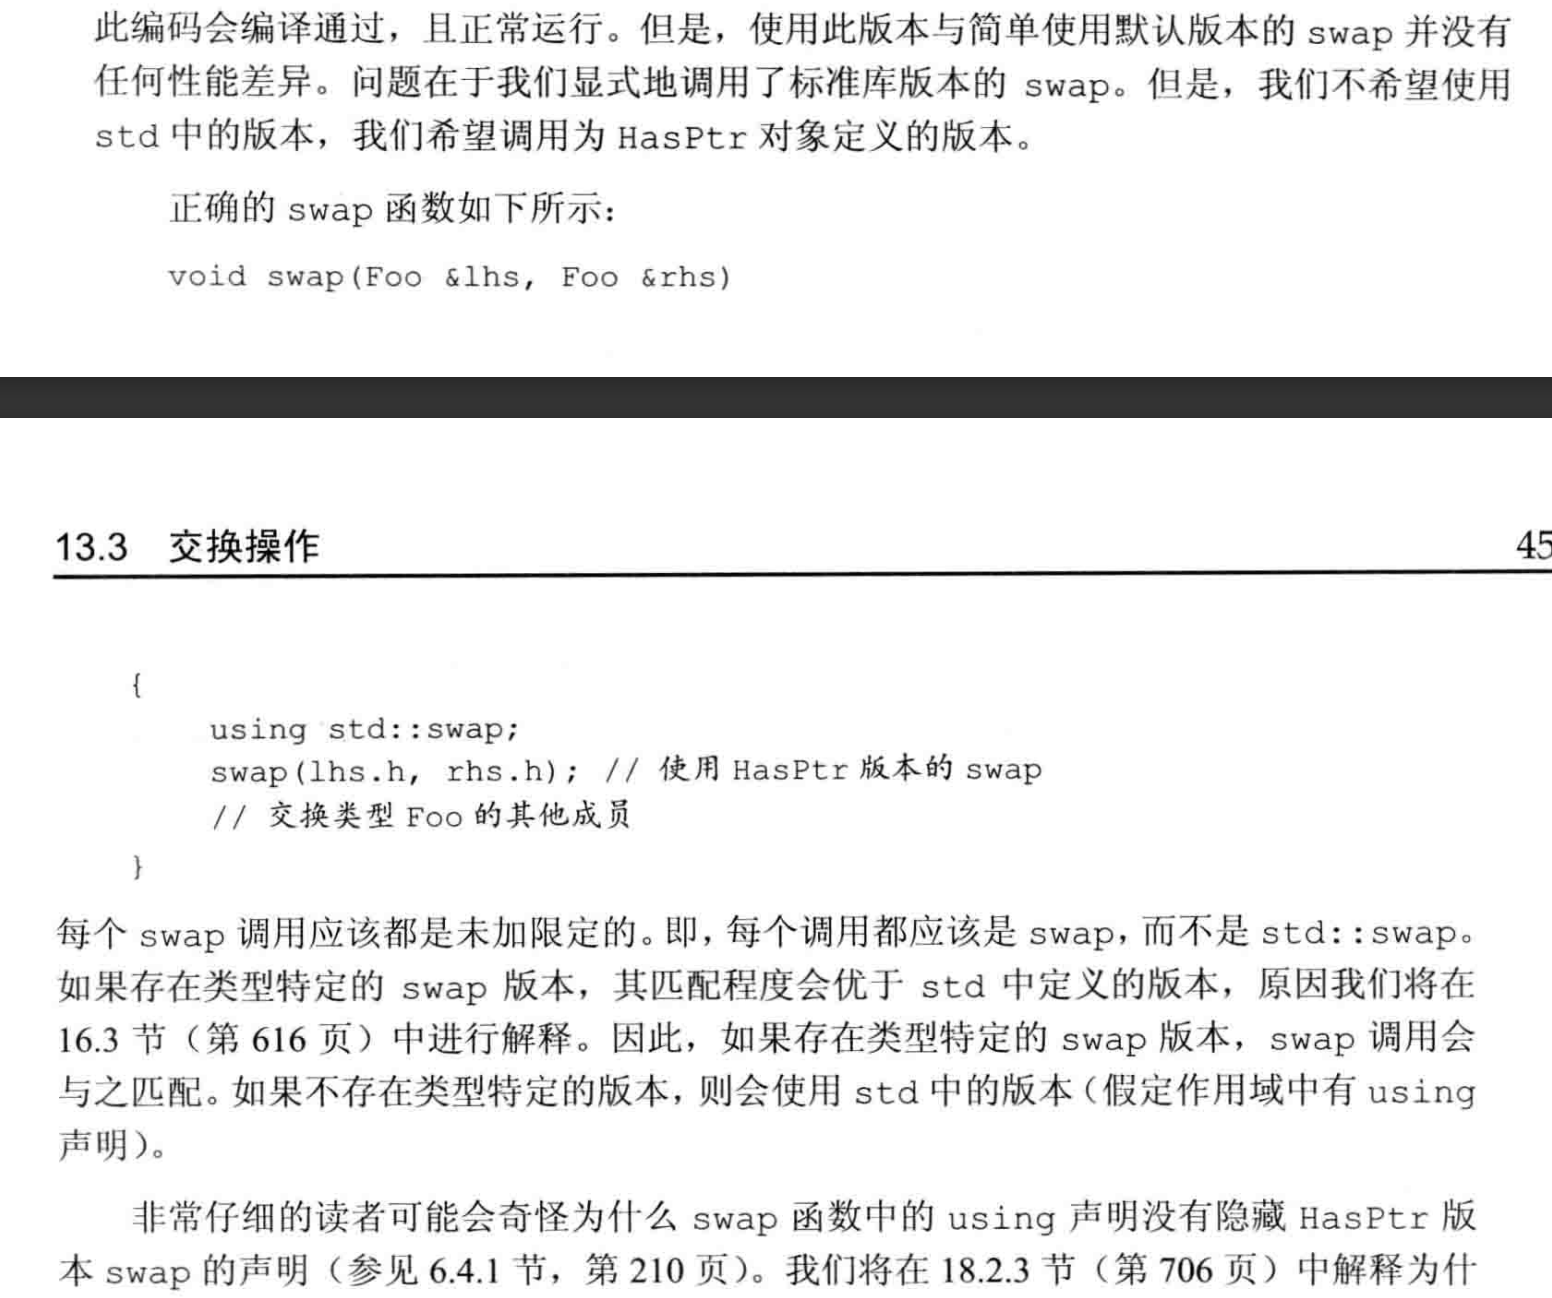 此编码会编译通过，且正常运行。但是，使用此版本与简单使用默认版本的 swap 并没有
任何性能差异。问题在于我们显式地调用了标准库版本的 swap。但是，我们不希望使用
std 中的版本，我们希望调用为 HasPtr 对象定义的版本。
正确的 swap 函数如下所示：
void swap(Foo &lhs, Foo &rhs)
13.3 交换操作 45
{
using std::swap;
swap(lhs.h, rhs.h); // 使用 HasPtr 版本的 swap
// 交换类型 Foo 的其他成员
}
每个 swap 调用应该都是未加限定的。即，每个调用都应该是 swap，而不是 std::swap。
如果存在类型特定的 swap 版本，其匹配程度会优于 std 中定义的版本，原因我们将在
16.3 节（第 616 页）中进行解释。因此，如果存在类型特定的 swap 版本，swap 调用会
与之匹配。如果不存在类型特定的版本，则会使用 std 中的版本（假定作用域中有 using
声明）。
非常仔细的读者可能会奇怪为什么 swap 函数中的 using 声明没有隐藏 HasPtr 版
本 swap 的声明（参见 6.4.1 节，第 210 页）。我们将在 18.2.3 节（第 706 页）中解释为什